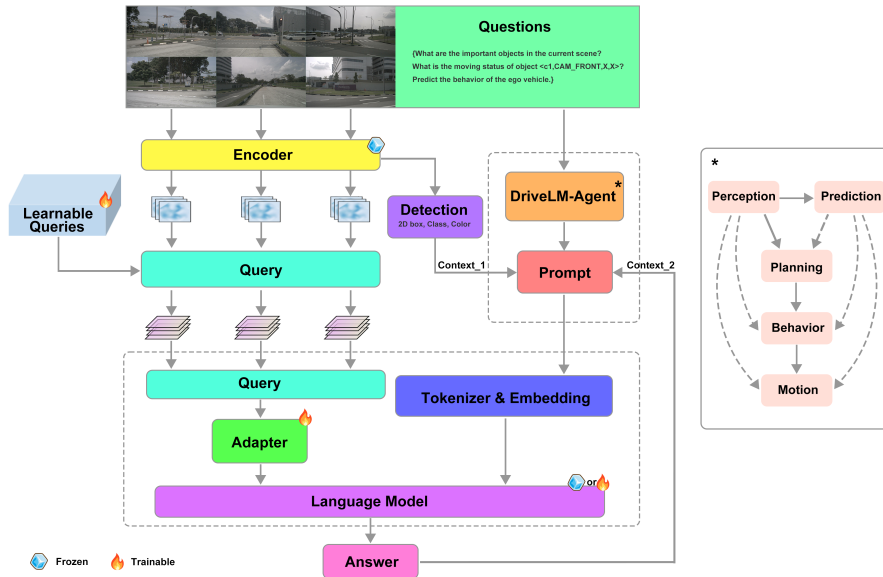 Questions
(What are the important objects in the current scene?
What is the moving status of object <c1,CAM_FRONT,X,X>?
Predict the behavior of the ego vehicle.)
Encoder
Learnable
Queries
Detection
2D box, Class, Color
DriveLM-Agent*
Query
Context_1
Prompt
Context_2
Query
Tokenizer & Embedding
Adapter
or
Language Model
Answer
Frozen
Trainable
*
Perception
Prediction
Planning
Behavior
Motion